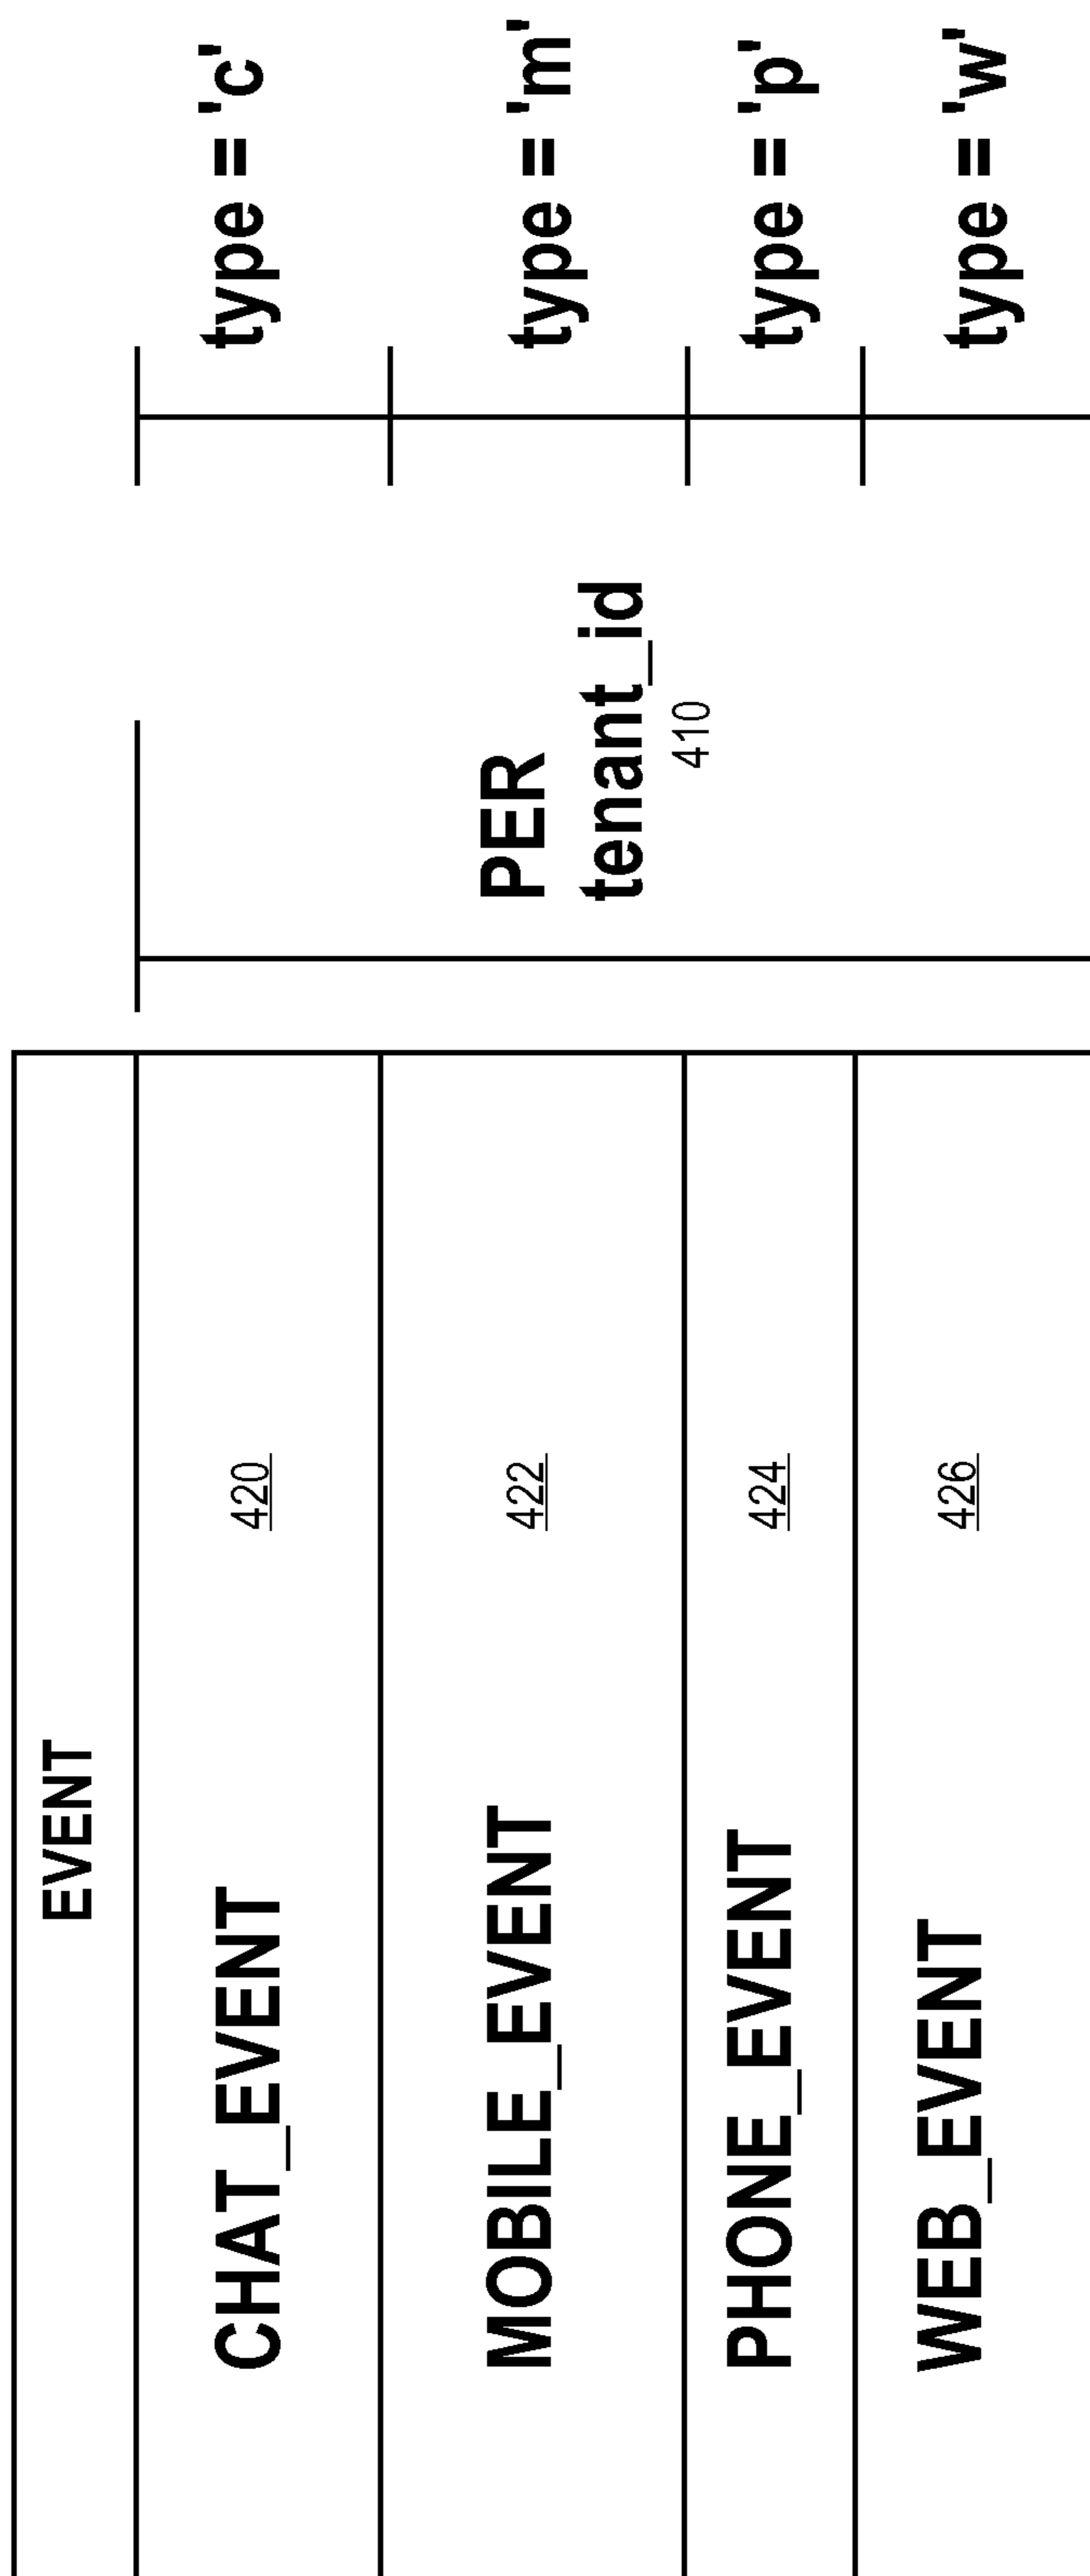 EVENT
CHAT_EVENT 420
type = 'c'
MOBILE_EVENT 422
type = 'm'
PER
tenant_id
410
PHONE_EVENT 424
type = 'p'
WEB_EVENT 426
type = 'w'